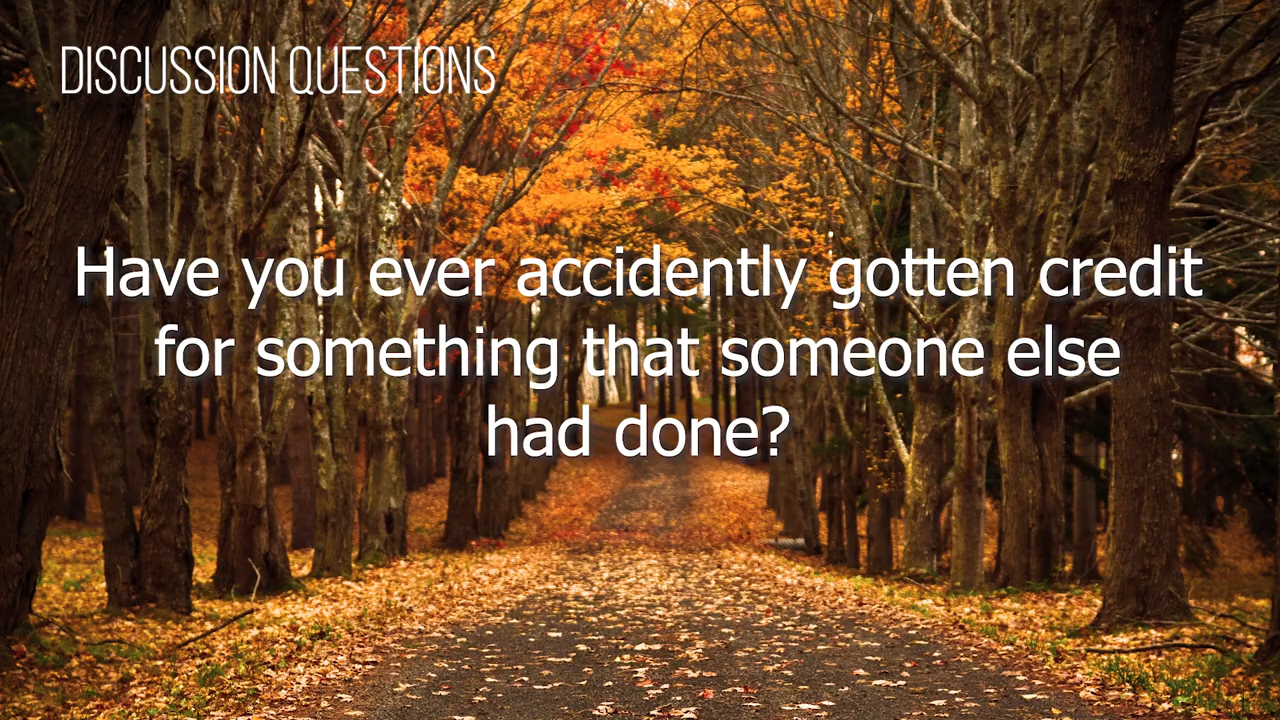 DISCUSSION QUESTIONS
Have you ever accidently gotten credit
for something that someone else
had done?